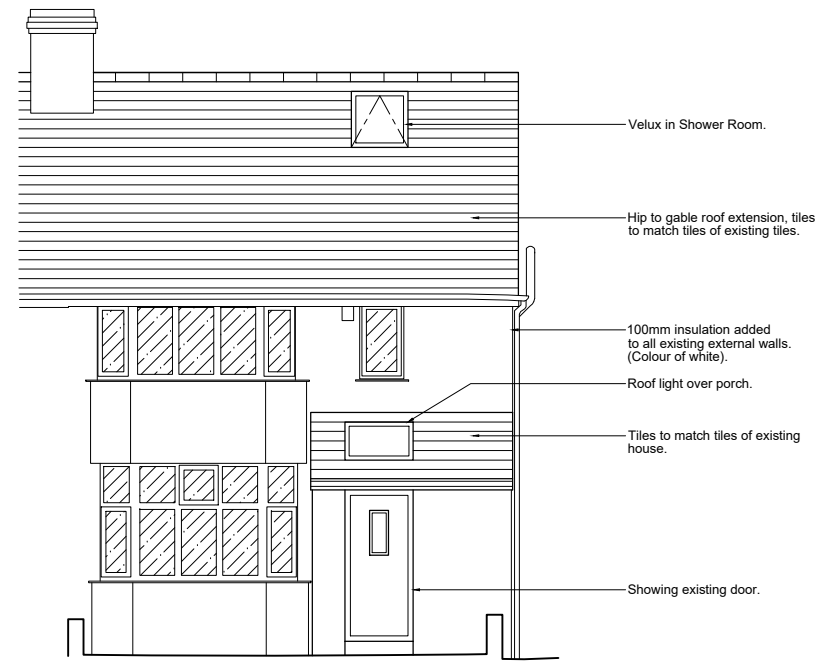 Velux in Shower Room.
Hip to gable roof extension, tiles
to match tiles of existing tiles.
100mm insulation added
to all existing external walls.
(Colour of white).
Roof light over porch.
Tiles to match tiles of existing
house.
Showing existing door.